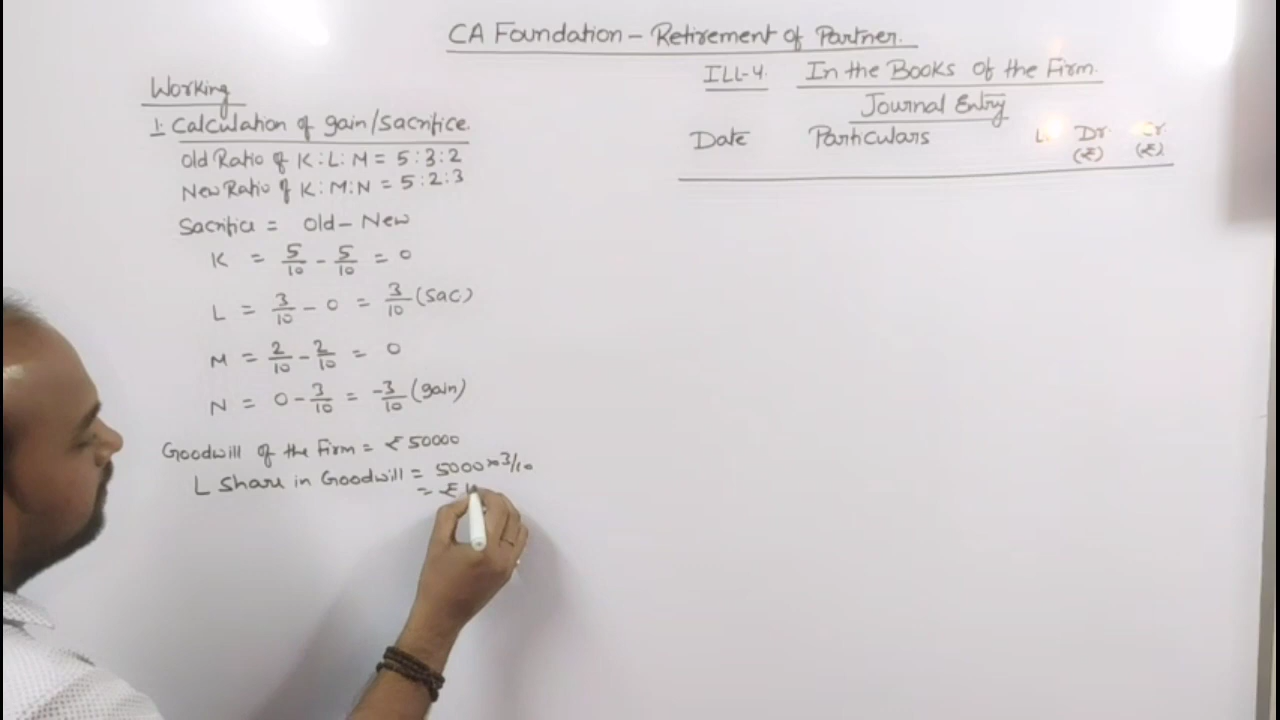 CA Foundation - Retirement of Partner.
Working
1. Calculation of gain/sacrifice.
Old Ratio of K:L:M = 5:3:2
New Ratio of K:M:N = 5:2:3
Sacrifice = Old - New
K = 5/10 - 5/10 = 0
L = 3/10 - 0 = 3/10 (sac)
M = 2/10 - 2/10 = 0
N = 0 - 3/10 = -3/10 (gain)
Goodwill of the Firm = ₹ 50000
L Share in Goodwill = 5000 × 3/10
= ₹ 1
ILL-4. In the Books of the Firm.
Journal Entry
Date Particulars L Dr. Cr.
(₹) (₹)